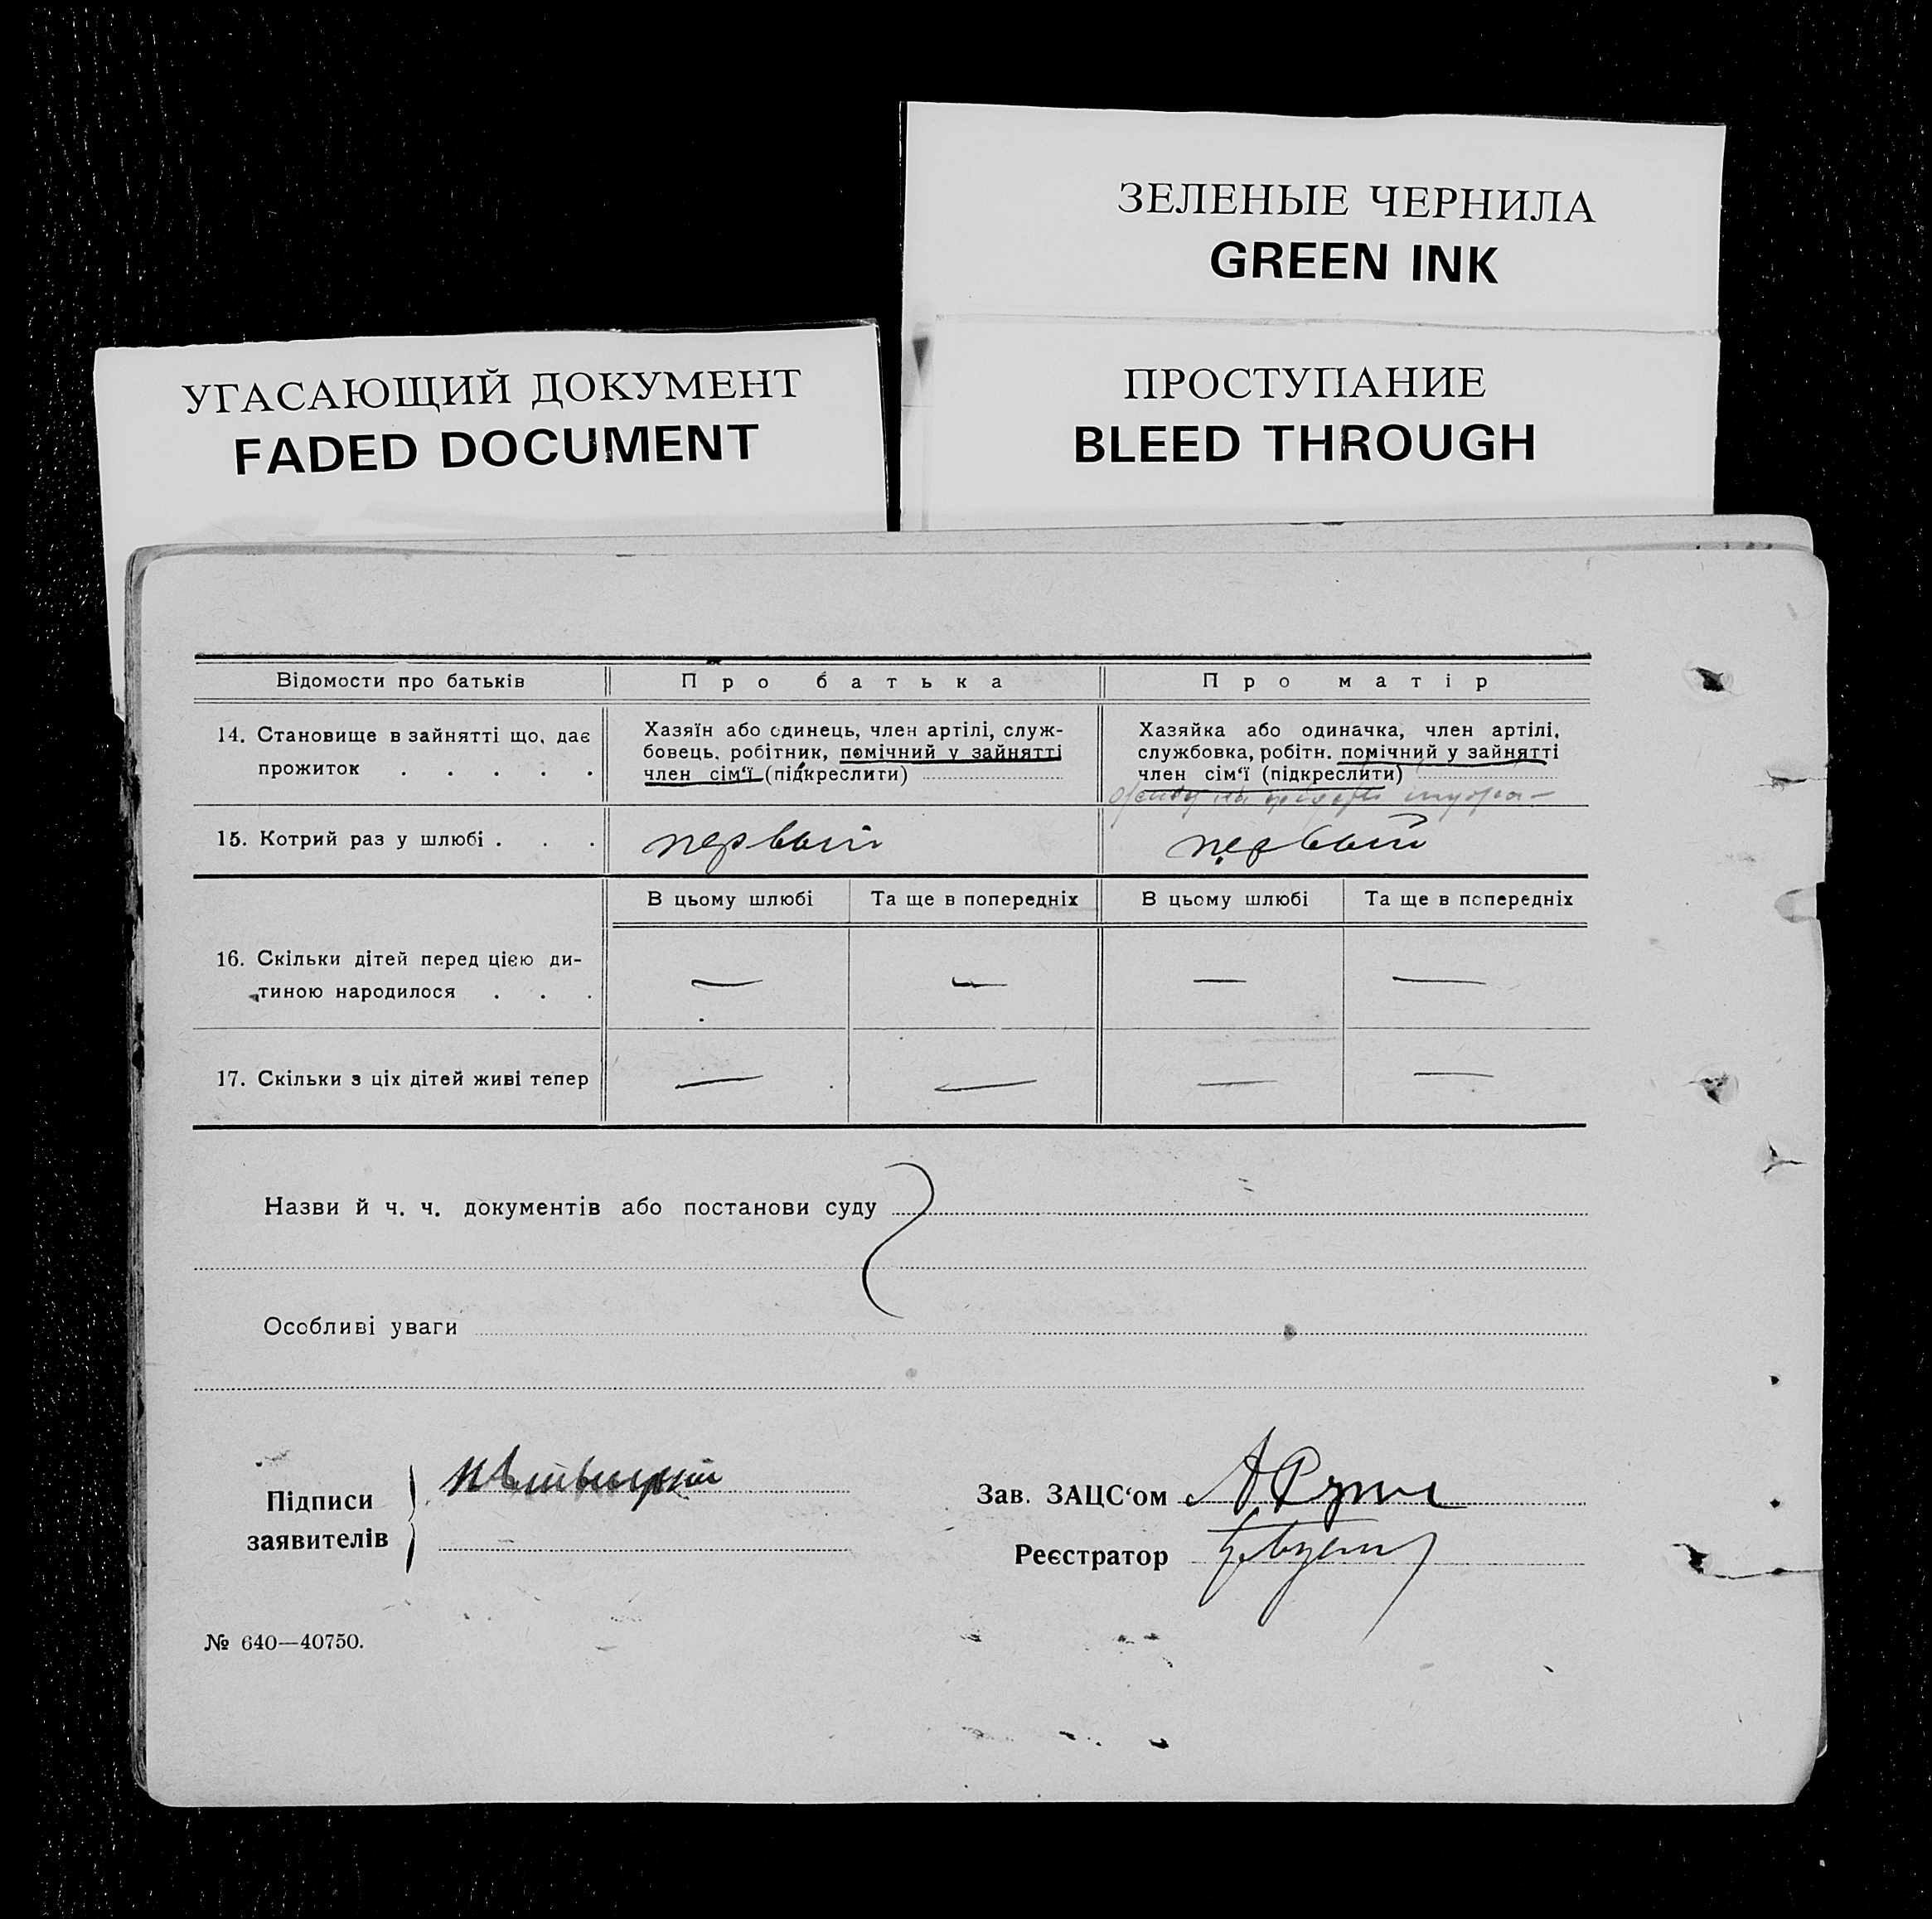 ЗЕЛЕНЫЕ ЧЕРНИЛА
GREEN INK
УГАСАЮЩИЙ ДОКУМЕНТ
FADED DOCUMENT
ПРОСТУПАНИЕ
BLEED THROUGH
Відомости про батьків
Про батька
Про матір
14. Становище в зайнятті що, дає
прожиток . . . . .
Хазяїн або одинець, член артілі, служ-
бовець, робітник, помічний у зайнятті
член сім‘ї (підкреслити)
Хазяйка або одиначка, член артілі,
службовка, робітн. помічний у зайнятті
член сім‘ї (підкреслити)
15. Котрий раз у шлюбі . . .
первый
первый
В цьому шлюбі
Та ще в попередніх
В цьому шлюбі
Та ще в попередніх
16. Скільки дітей перед цією ди-
тиною народилося . . .
— — — —
17. Скільки з ціх дітей живі тепер
— — — —
Назви й ч. ч. документів або постанови суду
Особливі уваги
Підписи
заявителів
Зав. ЗАЦС‘ом
Реєстратор
№ 640—40750.